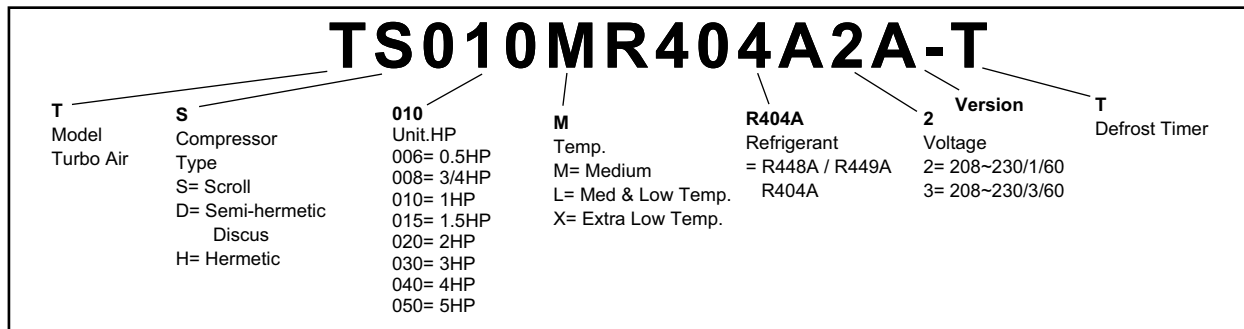 TS010MR404A2A-T
T
Model
Turbo Air
S
Compressor
Type
S= Scroll
D= Semi-hermetic
Discus
H= Hermetic
010
Unit.HP
006= 0.5HP
008= 3/4HP
010= 1HP
015= 1.5HP
020= 2HP
030= 3HP
040= 4HP
050= 5HP
M
Temp.
M= Medium
L= Med & Low Temp.
X= Extra Low Temp.
R404A
Refrigerant
= R448A / R449A
R404A
2
Voltage
2= 208~230/1/60
3= 208~230/3/60
Version
T
Defrost Timer